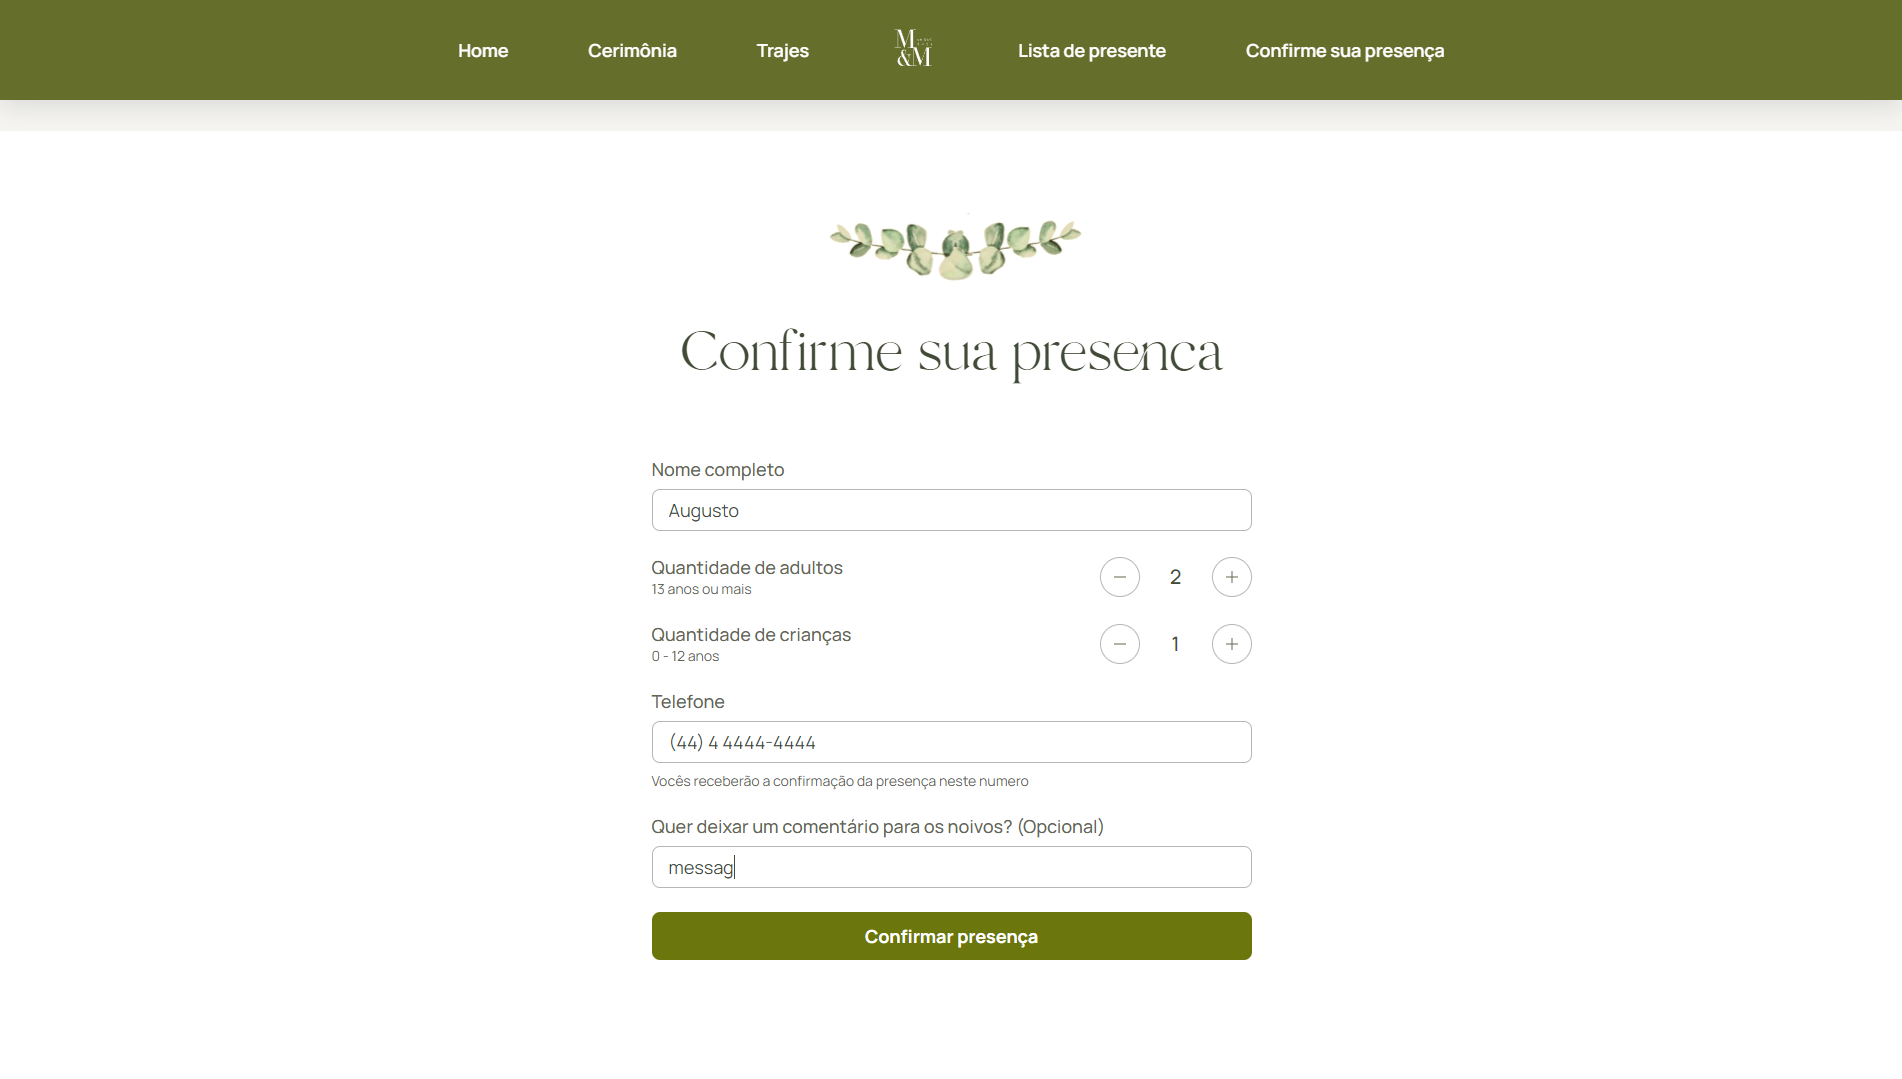 Home
Cerimônia
Trajes
M
&M
Lista de presente
Confirme sua presença
Confirme sua presenca
Nome completo
Augusto
Quantidade de adultos
13 anos ou mais
2
Quantidade de crianças
0 - 12 anos
1
Telefone
(44) 4 4444-4444
Vocês receberão a confirmação da presença neste numero
Quer deixar um comentário para os noivos? (Opcional)
messag
Confirmar presença